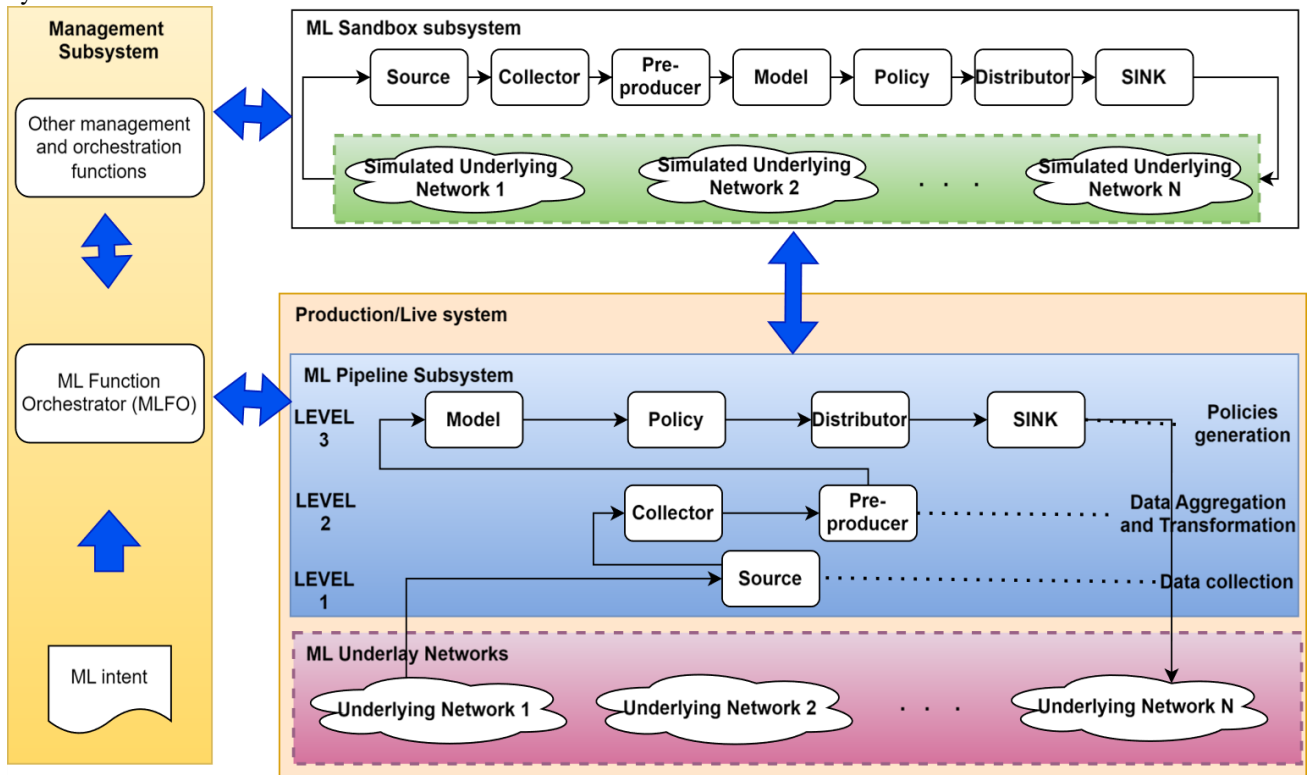 Management
Subsystem
Other management
and orchestration
functions
ML Function
Orchestrator (MLFO)
ML intent
ML Sandbox subsystem
Source
Collector
Pre-
producer
Model
Policy
Distributor
SINK
Simulated Underlying
Network 1
Simulated Underlying
Network 2
. . .
Simulated Underlying
Network N
Production/Live system
ML Pipeline Subsystem
LEVEL
3
Model
Policy
Distributor
SINK
Policies
generation
LEVEL
2
Collector
Pre-
producer
Data Aggregation
and Transformation
LEVEL
1
Source
Data collection
ML Underlay Networks
Underlying Network 1
Underlying Network 2
. . .
Underlying Network N